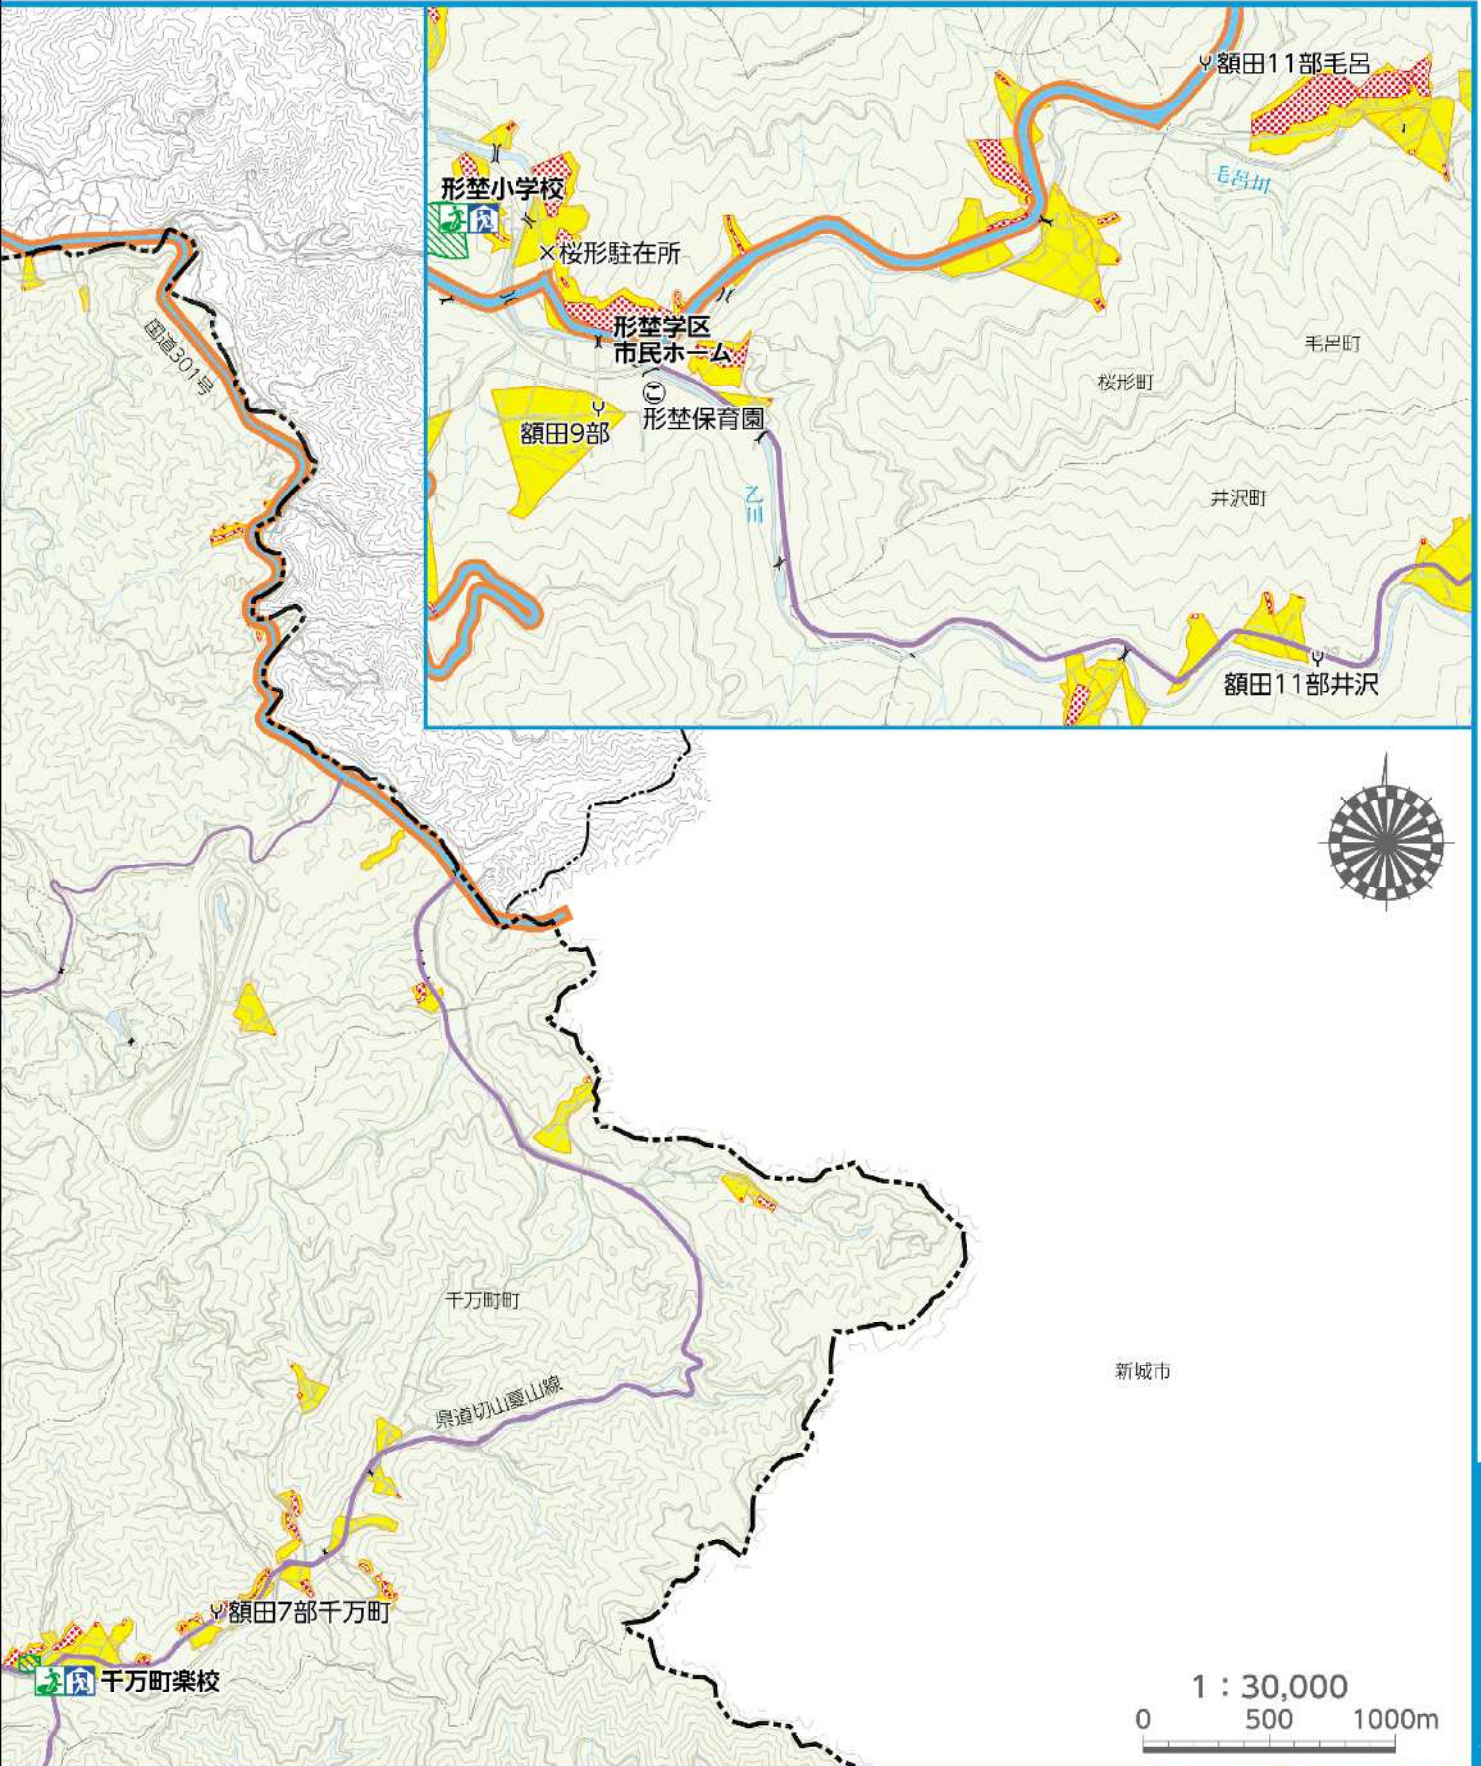 額田11部毛呂
毛呂川
形埜小学校
桜形駐在所
形埜学区
市民ホーム
毛呂町
桜形町
形埜保育園
額田9部
乙川
井沢町
額田11部井沢
国道301号
千万町町
新城市
県道切山蔓山線
額田7部千万町
千万町楽校
1：30,000
0 500 1000m